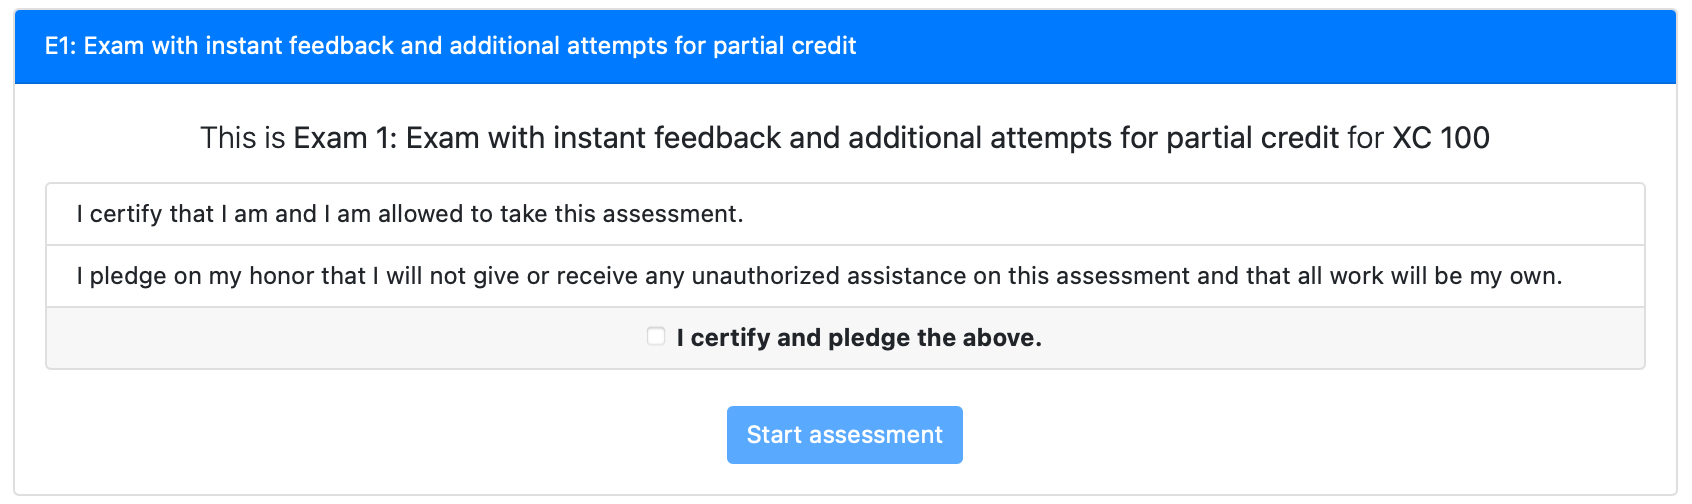 E1: Exam with instant feedback and additional attempts for partial credit
This is Exam 1: Exam with instant feedback and additional attempts for partial credit for XC 100
I certify that I am and I am allowed to take this assessment.
I pledge on my honor that I will not give or receive any unauthorized assistance on this assessment and that all work will be my own.
I certify and pledge the above.
Start assessment